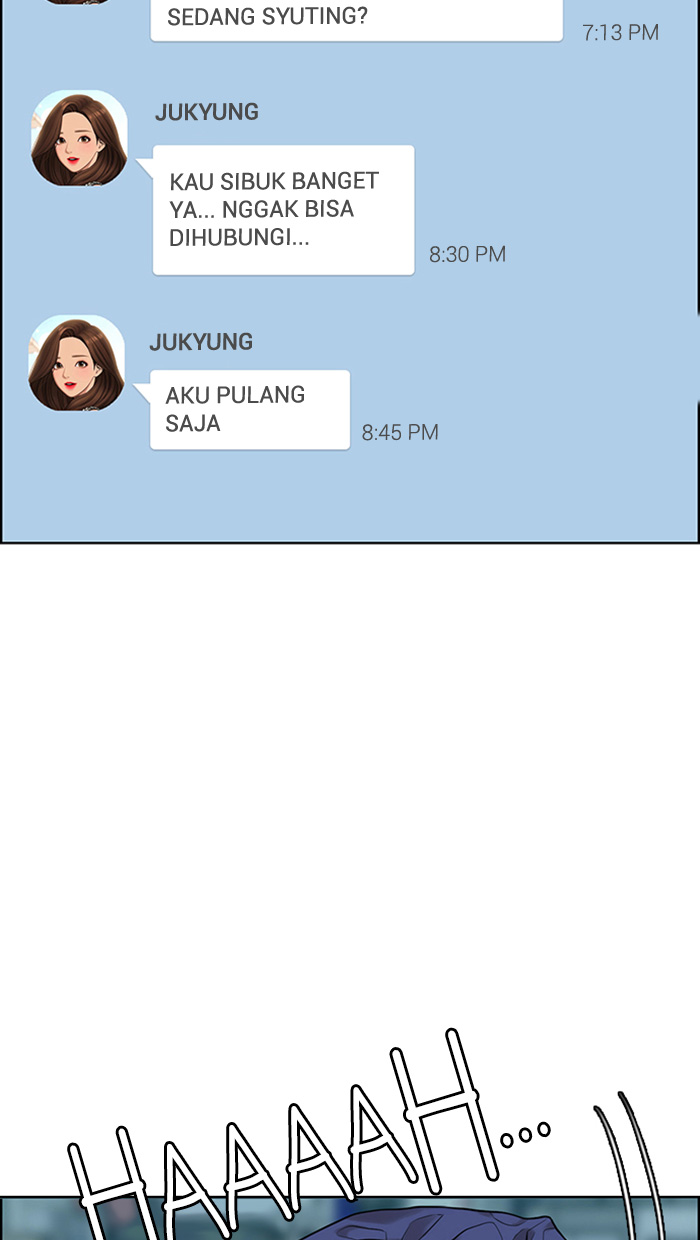 SEDANG SYUTING?
7:13 PM
JUKYUNG
KAU SIBUK BANGET
YA... NGGAK BISA
DIHUBUNGI...
8:30 PM
JUKYUNG
AKU PULANG
SAJA
8:45 PM
HAAAAH...